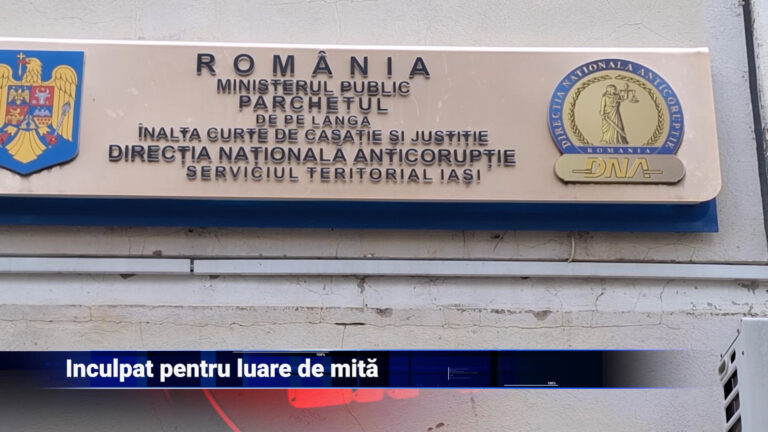 ROMÂNIA
MINISTERUL PUBLIC
PARCHETUL
DE PE LÂNGĂ
ÎNALTA CURTE DE CASAȚIE ȘI JUSTIȚIE
DIRECȚIA NAȚIONALĂ ANTICORUPȚIE
SERVICIUL TERITORIAL IAȘI
DIRECȚIA NAȚIONALĂ ANTICORUPȚIE
ROMANIA
DNA
Inculpat pentru luare de mită